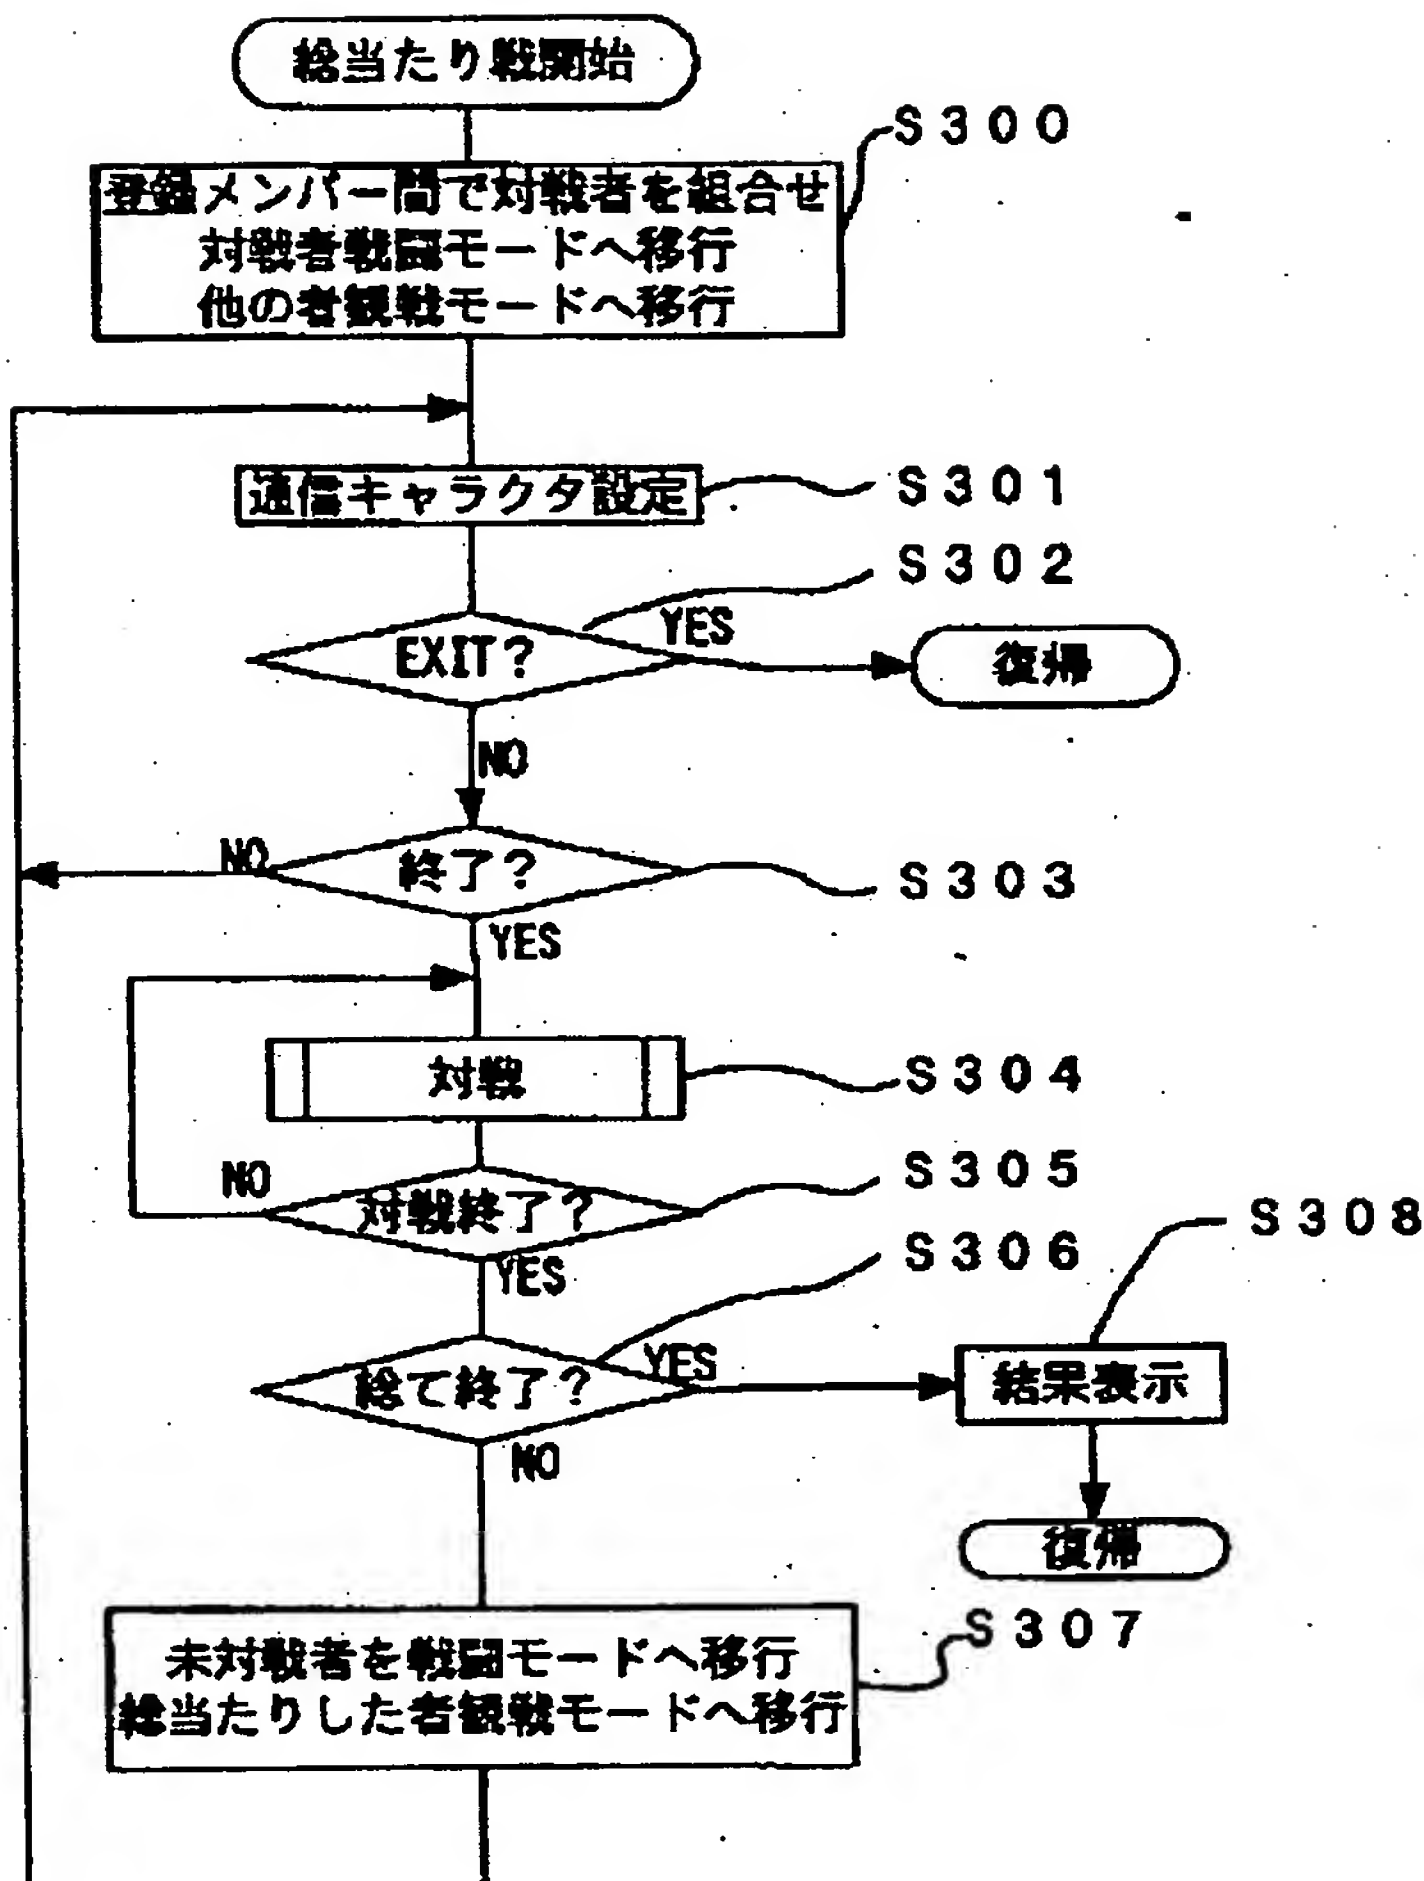 総当たり戦開始
S300
登録メンバー間で対戦者を組合せ
対戦者戦闘モードへ移行
他の者観戦モードへ移行
通信キャラクタ設定
S301
S302
EXIT?
YES
復帰
NO
終了?
NO
S303
YES
対戦
S304
NO
対戦終了?
S305
YES
S306
S308
総て終了?
YES
結果表示
NO
復帰
S307
未対戦者を戦闘モードへ移行
総当たりした者観戦モードへ移行